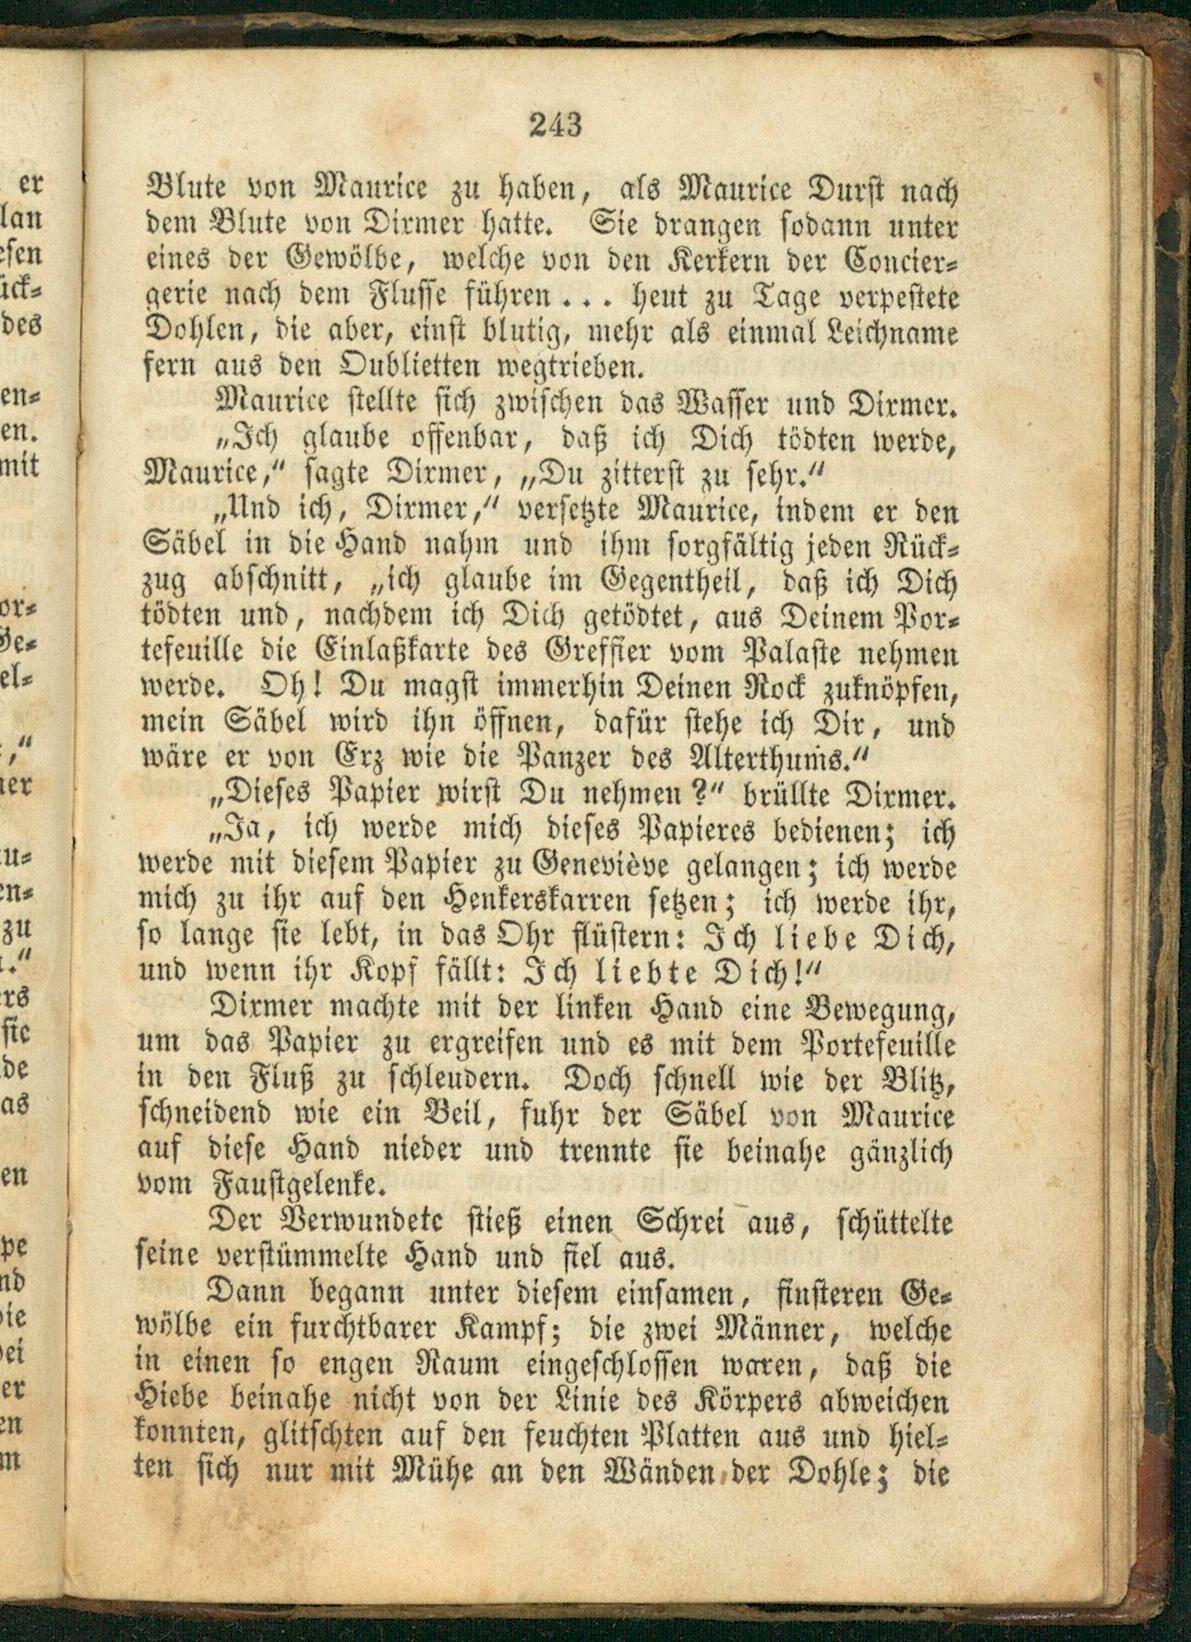 243
Blute von Maurice zu haben, als Maurice Durst nach
dem Blute von Dixmer hatte. Sie drangen sodann unter
eines der Gewölbe, welche von den Kerkern der Concier-
gerie nach dem Flusse führen... heut zu Tage verpestete
Dohlen, die aber, einst blutig, mehr als einmal Leichname
fern aus den Oublietten wegtrieben.
Maurice stellte sich zwischen das Wasser und Dixmer.
„Ich glaube offenbar, daß ich Dich tödten werde,
Maurice,“ sagte Dixmer, „Du zitterst zu sehr.“
„Und ich, Dixmer,“ versetzte Maurice, indem er den
Säbel in die Hand nahm und ihm sorgfältig jeden Rück-
zug abschnitt, „ich glaube im Gegentheil, daß ich Dich
tödten und, nachdem ich Dich getödtet, aus Deinem Por-
tefeuille die Einlaßkarte des Greffier vom Palaste nehmen
werde. Oh! Du magst immerhin Deinen Rock zuknöpfen,
mein Säbel wird ihn öffnen, dafür stehe ich Dir, und
wäre er von Erz wie die Panzer des Alterthums.“
„Dieses Papier wirst Du nehmen?“ brüllte Dixmer.
„Ja, ich werde mich dieses Papieres bedienen; ich
werde mit diesem Papier zu Geneviève gelangen; ich werde
mich zu ihr auf den Henkerskarren setzen; ich werde ihr,
so lange sie lebt, in das Ohr flüstern: Ich liebe Dich,
und wenn ihr Kopf fällt: Ich liebte Dich!“
Dixmer machte mit der linken Hand eine Bewegung,
um das Papier zu ergreifen und es mit dem Portefeuille
in den Fluß zu schleudern. Doch schnell wie der Blitz,
schneidend wie ein Beil, fuhr der Säbel von Maurice
auf diese Hand nieder und trennte sie beinahe gänzlich
vom Faustgelenke.
Der Verwundete stieß einen Schrei aus, schüttelte
seine verstümmelte Hand und fiel aus.
Dann begann unter diesem einsamen, finsteren Ge-
wölbe ein furchtbarer Kampf; die zwei Männer, welche
in einen so engen Raum eingeschlossen waren, daß die
Hiebe beinahe nicht von der Linie des Körpers abweichen
konnten, glitschten auf den feuchten Platten aus und hiel-
ten sich nur mit Mühe an den Wänden der Dohle; die